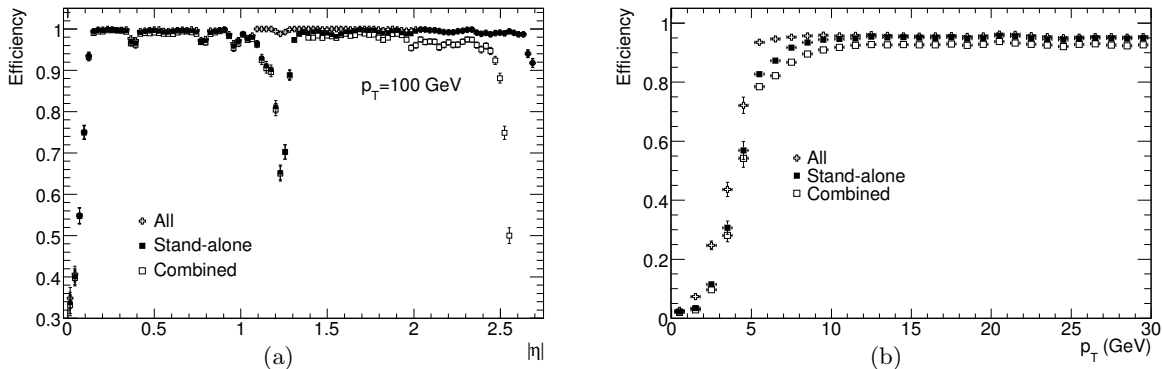 Efficiency
1
0.9
0.8
0.7
0.6
0.5
0.4
0.3
p_T=100 GeV
All
Stand-alone
Combined
0 0.5 1 1.5 2 2.5
|η|
(a)
Efficiency
1
0.8
0.6
0.4
0.2
0
All
Stand-alone
Combined
0 5 10 15 20 25 30
p_T (GeV)
(b)